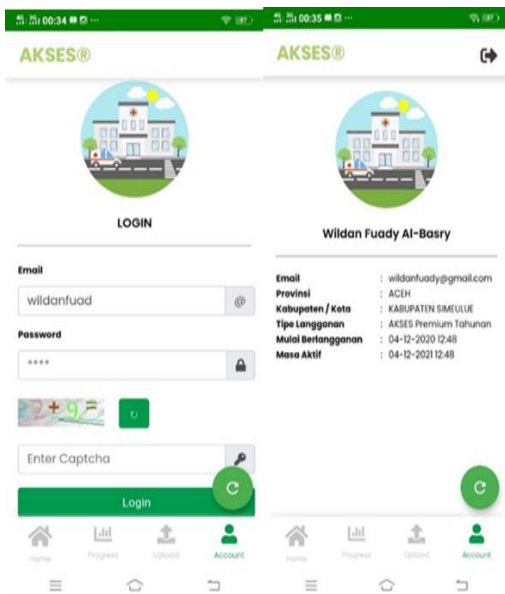 00:34
AKSES®
LOGIN
Email
wildanfuad
@
Password
****
2+9=
Enter Captcha
Login
Home
Progress
Upload
Account
00:35
AKSES®
Wildan Fuady Al-Basry
Email : wildanfuady@gmail.com
Provinsi : ACEH
Kabupaten / Kota : KABUPATEN SIMEULUE
Tipe Langganan : AKSES Premium Tahunan
Mulai Berlangganan : 04-12-2020 12:48
Masa Aktif : 04-12-2021 12:48
Home
Progress
Upload
Account